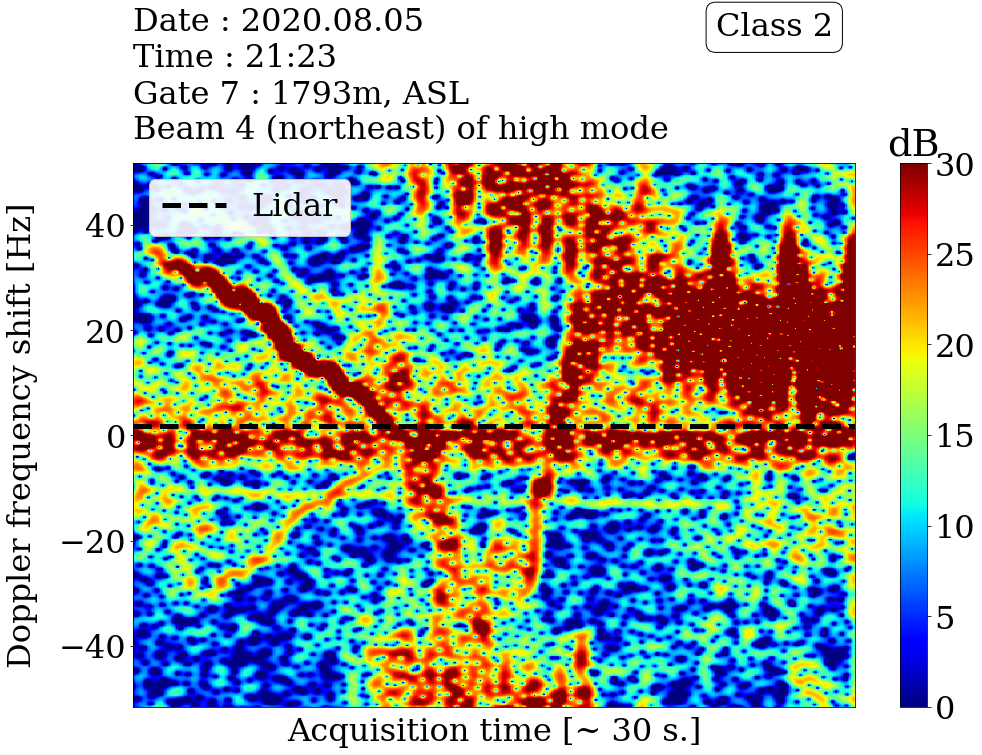 Date : 2020.08.05
Time : 21:23
Gate 7 : 1793m, ASL
Beam 4 (northeast) of high mode
Class 2
dB
Lidar
Doppler frequency shift [Hz]
40
20
0
−20
−40
30
25
20
15
10
5
0
Acquisition time [~ 30 s.]